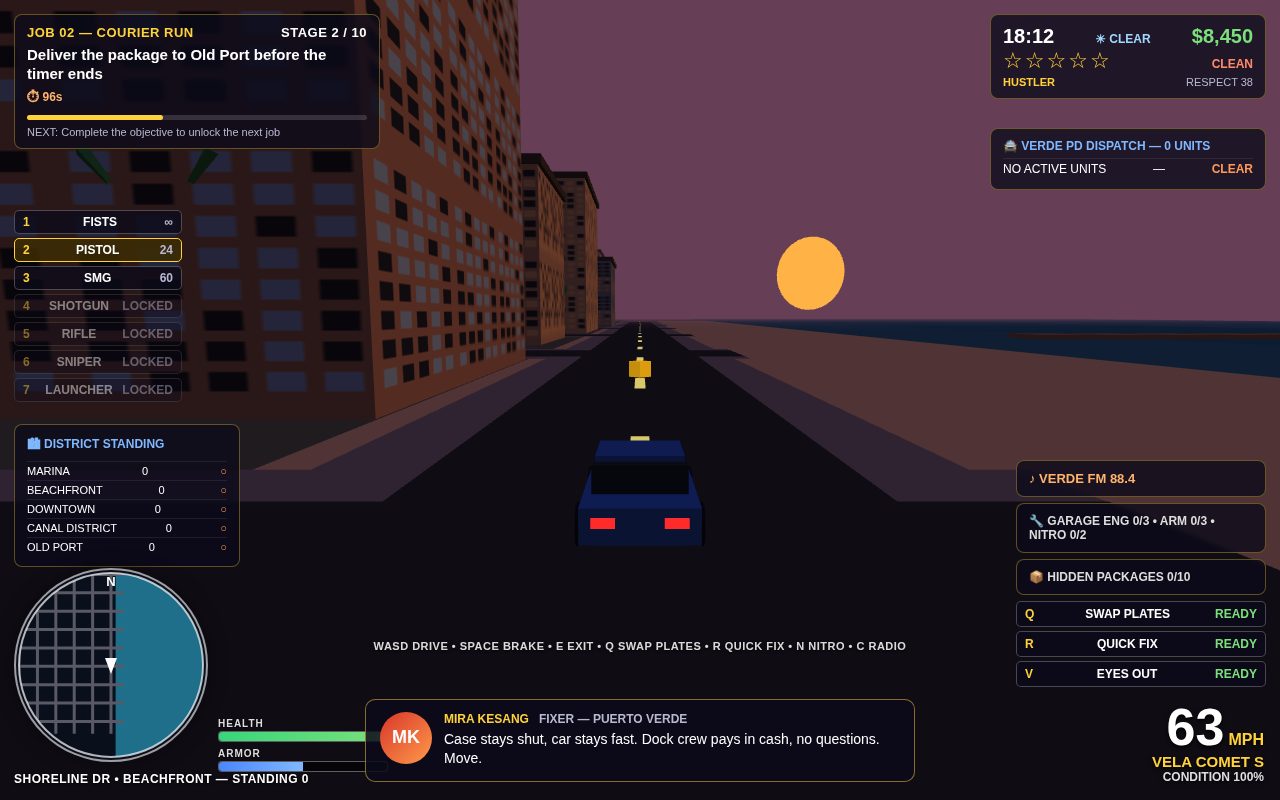 JOB 02 — COURIER RUN STAGE 2 / 10
Deliver the package to Old Port before the
timer ends
⏱ 96s
NEXT: Complete the objective to unlock the next job
18:12 ☀ CLEAR $8,450
☆☆☆☆☆ CLEAN
HUSTLER RESPECT 38
🚔 VERDE PD DISPATCH — 0 UNITS
NO ACTIVE UNITS — CLEAR
1 FISTS ∞
2 PISTOL 24
3 SMG 60
4 SHOTGUN LOCKED
5 RIFLE LOCKED
6 SNIPER LOCKED
7 LAUNCHER LOCKED
🏙 DISTRICT STANDING
MARINA 0 ○
BEACHFRONT 0 ○
DOWNTOWN 0 ○
CANAL DISTRICT 0 ○
OLD PORT 0 ○
N
♪ VERDE FM 88.4
🔧 GARAGE ENG 0/3 • ARM 0/3 •
NITRO 0/2
📦 HIDDEN PACKAGES 0/10
Q SWAP PLATES READY
R QUICK FIX READY
V EYES OUT READY
WASD DRIVE • SPACE BRAKE • E EXIT • Q SWAP PLATES • R QUICK FIX • N NITRO • C RADIO
HEALTH
ARMOR
SHORELINE DR • BEACHFRONT — STANDING 0
MK
MIRA KESANG FIXER — PUERTO VERDE
Case stays shut, car stays fast. Dock crew pays in cash, no questions.
Move.
63 MPH
VELA COMET S
CONDITION 100%